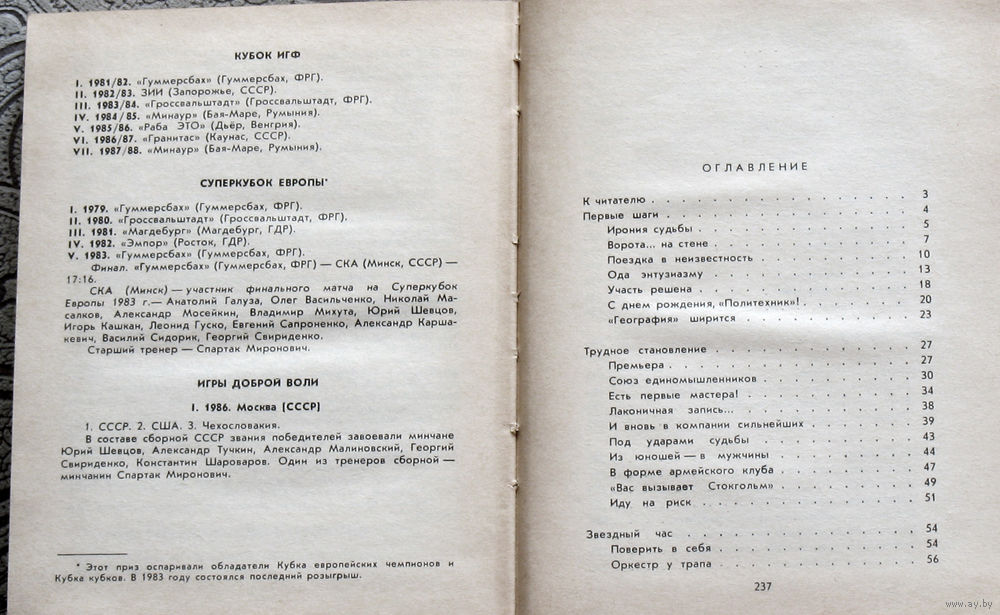 КУБОК ИГФ
I. 1981/82. «Гуммерсбах» (Гуммерсбах, ФРГ).
II. 1982/83. ЗИИ (Запорожье, СССР).
III. 1983/84. «Гроссвальштадт» (Гроссвальштадт, ФРГ).
IV. 1984/85. «Минаур» (Бая-Маре, Румыния).
V. 1985/86. «Раба ЭТО» (Дьёр, Венгрия).
VI. 1986/87. «Гранитас» (Каунас, СССР).
VII. 1987/88. «Минаур» (Бая-Маре, Румыния).
СУПЕРКУБОК ЕВРОПЫ*
I. 1979. «Гуммерсбах» (Гуммерсбах, ФРГ).
II. 1980. «Гроссвальштадт» (Гроссвальштадт, ФРГ).
III. 1981. «Магдебург» (Магдебург, ГДР).
IV. 1982. «Эмпор» (Росток, ГДР).
V. 1983. «Гуммерсбах» (Гуммерсбах, ФРГ).
Финал. «Гуммерсбах» (Гуммерсбах, ФРГ) — СКА (Минск, СССР) —
17:16.
СКА (Минск) — участник финального матча на Суперкубок
Европы 1983 г.— Анатолий Галуза, Олег Васильченко, Николай Ма-
салков, Александр Мосейкин, Владимир Михута, Юрий Шевцов,
Игорь Кашкан, Леонид Гуско, Евгений Сапроненко, Александр Карша-
кевич, Василий Сидорик, Георгий Свириденко.
Старший тренер — Спартак Миронович.
ИГРЫ ДОБРОЙ ВОЛИ
I. 1986. Москва [СССР]
1. СССР. 2. США. 3. Чехословакия.
В составе сборной СССР звания победителей завоевали минчане
Юрий Шевцов, Александр Тучкин, Александр Малиновский, Георгий
Свириденко, Константин Шароваров. Один из тренеров сборной —
минчанин Спартак Миронович.
* Этот приз оспаривали обладатели Кубка европейских чемпионов и
Кубка кубков. В 1983 году состоялся последний розыгрыш.
ОГЛАВЛЕНИЕ
К читателю . . . . . . . . . . . 3
Первые шаги . . . . . . . . . . . 4
Ирония судьбы . . . . . . . . . . 5
Ворота... на стене . . . . . . . . . 7
Поездка в неизвестность . . . . . . . 10
Ода энтузиазму . . . . . . . . . 13
Участь решена . . . . . . . . . . 18
С днем рождения, «Политехник»! . . . . . 20
«География» ширится . . . . . . . . 23
Трудное становление . . . . . . . . . 27
Премьера . . . . . . . . . . . 27
Союз единомышленников . . . . . . . 30
Есть первые мастера! . . . . . . . . 34
Лаконичная запись... . . . . . . . . 38
И вновь в компании сильнейших . . . . . 39
Под ударами судьбы . . . . . . . . 43
Из юношей — в мужчины . . . . . . . 44
В форме армейского клуба . . . . . . 47
«Вас вызывает Стокгольм» . . . . . . . 49
Иду на риск . . . . . . . . . . 51
Звездный час . . . . . . . . . . . 54
Поверить в себя . . . . . . . . . 54
Оркестр у трапа . . . . . . . . . 56
237
www.ay.by